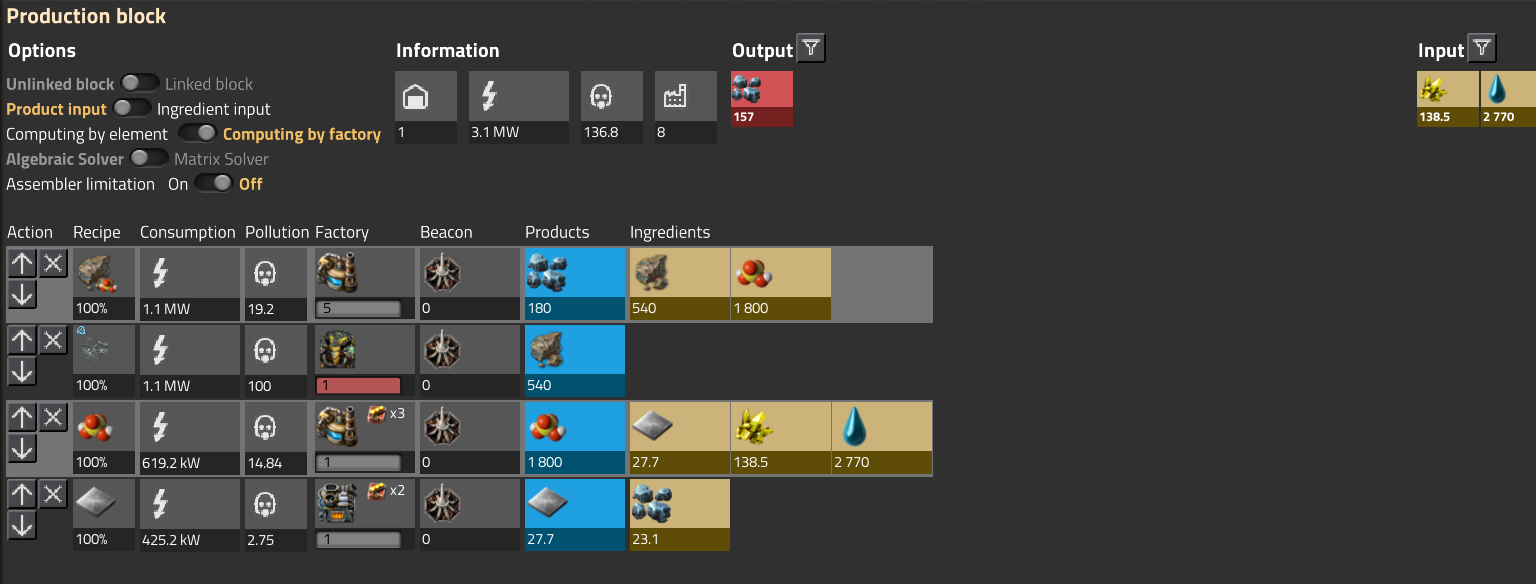 Production block
Options
Information
Output
Input
Unlinked block Linked block
Product input Ingredient input
Computing by element Computing by factory
Algebraic Solver Matrix Solver
Assembler limitation On Off
1
3.1 MW
136.8
8
157
138.5
2 770
Action Recipe Consumption Pollution Factory Beacon Products Ingredients
100% 1.1 MW 19.2 5 0 180 540 1 800
100% 1.1 MW 100 1 0 540
x3
100% 619.2 kW 14.84 1 0 1 800 27.7 138.5 2 770
x2
100% 425.2 kW 2.75 1 0 27.7 23.1